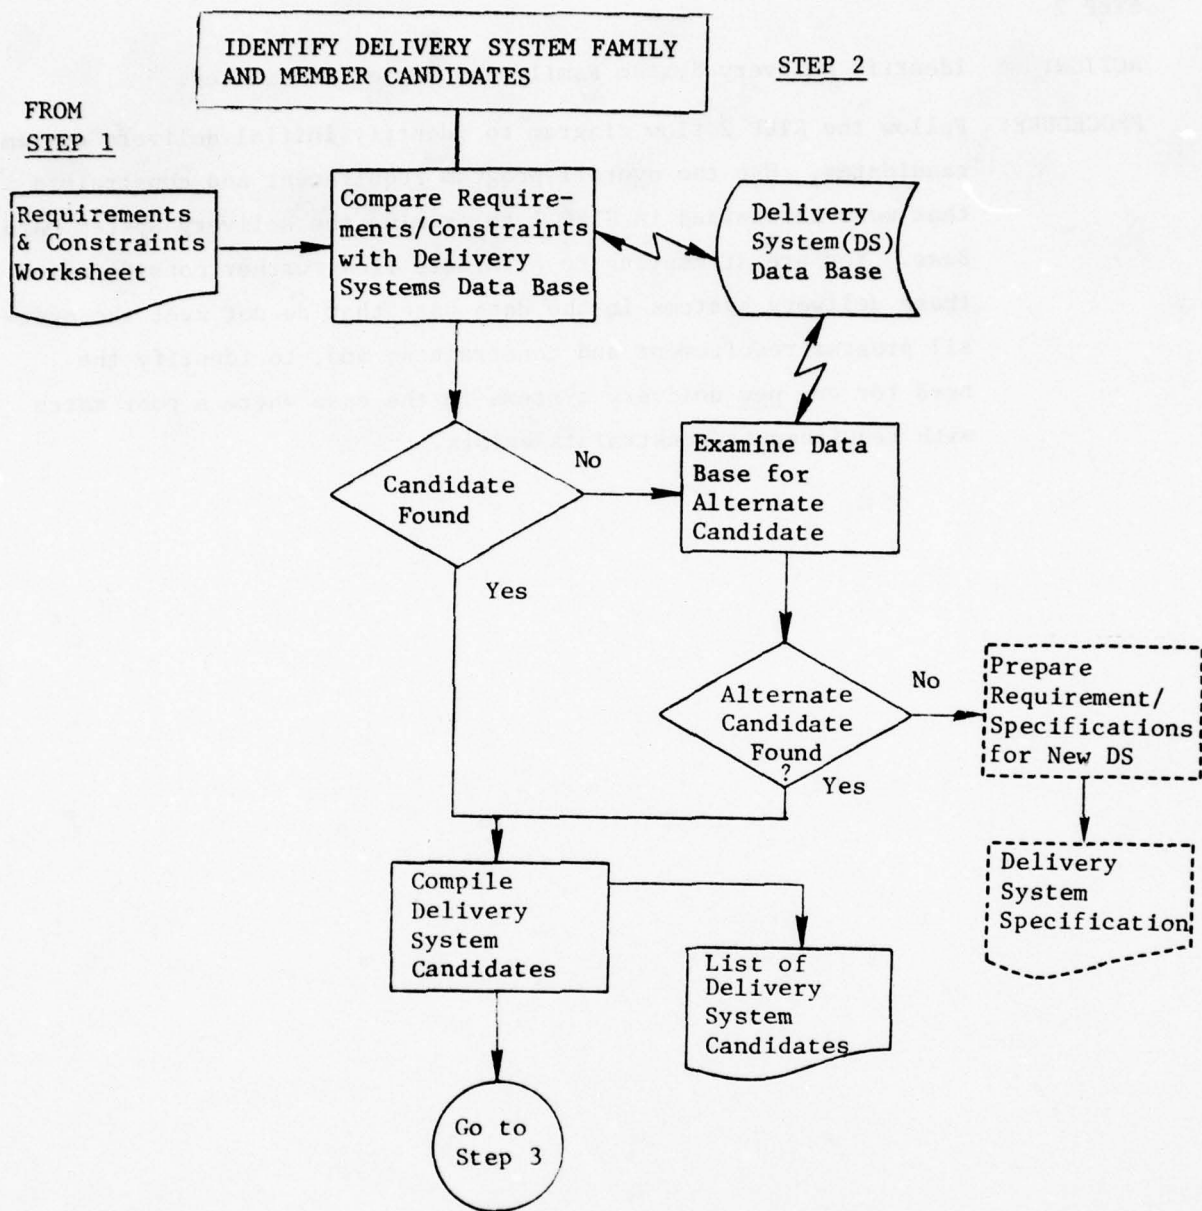 IDENTIFY DELIVERY SYSTEM FAMILY
AND MEMBER CANDIDATES
STEP 2
FROM
STEP 1
Requirements
& Constraints
Worksheet
Compare Require-
ments/Constraints
with Delivery
Systems Data Base
Delivery
System(DS)
Data Base
Candidate
Found
No
Yes
Examine Data
Base for
Alternate
Candidate
Alternate
Candidate
Found
?
No
Yes
Prepare
Requirement/
Specifications
for New DS
Delivery
System
Specification
Compile
Delivery
System
Candidates
List of
Delivery
System
Candidates
Go to
Step 3